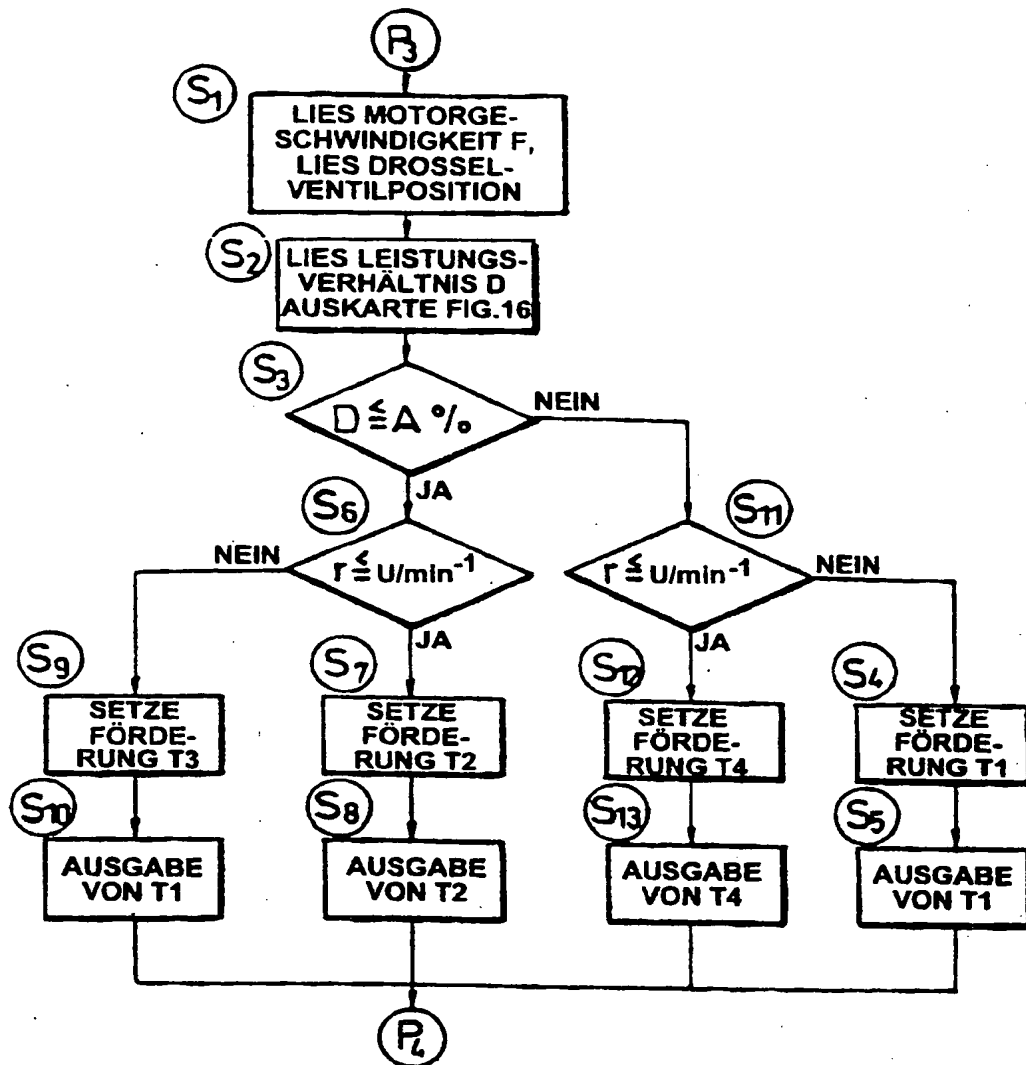 P3
S1
LIES MOTORGE-
SCHWINDIGKEIT F,
LIES DROSSEL-
VENTILPOSITION
S2
LIES LEISTUNGS-
VERHÄLTNIS D
AUSKARTE FIG.16
S3
D ≦ A %
NEIN
JA
S6
NEIN
r ≦ U/min⁻¹
JA
S11
r ≦ U/min⁻¹
NEIN
JA
S9
SETZE
FÖRDE-
RUNG T3
S7
SETZE
FÖRDE-
RUNG T2
S12
SETZE
FÖRDE-
RUNG T4
S4
SETZE
FÖRDE-
RUNG T1
S10
AUSGABE
VON T1
S8
AUSGABE
VON T2
S13
AUSGABE
VON T4
S5
AUSGABE
VON T1
P4